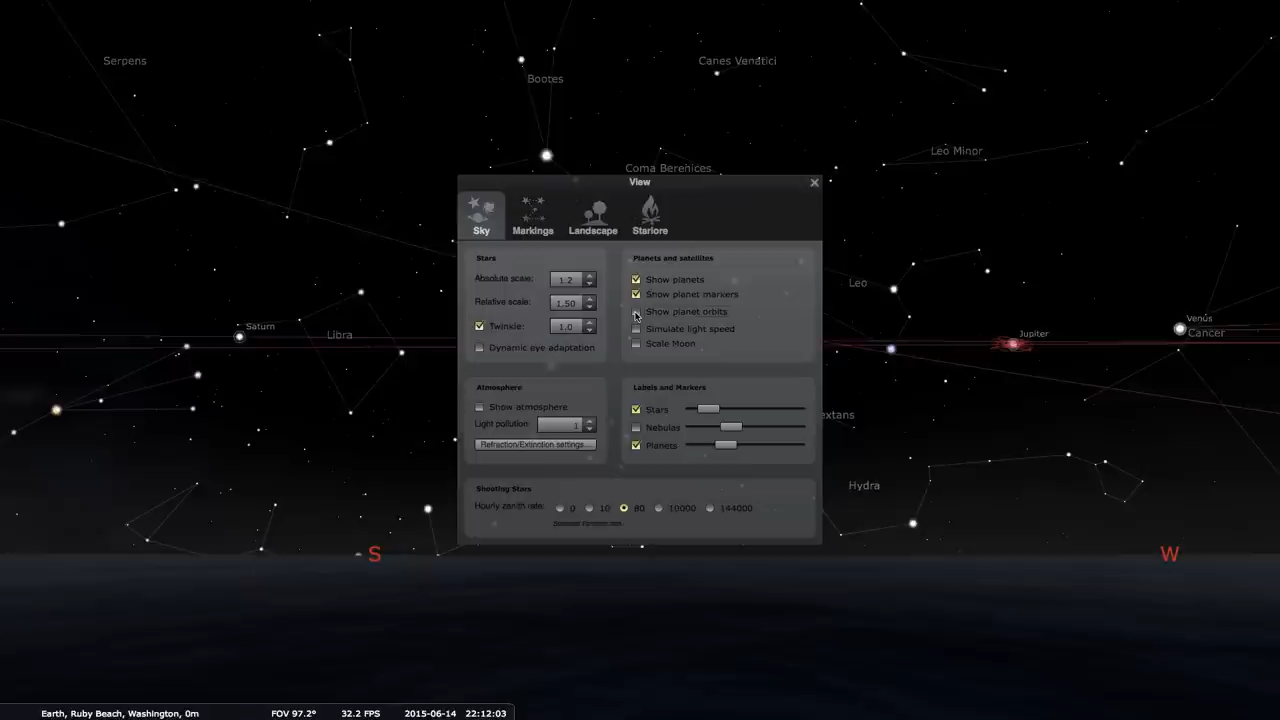 Serpens
Bootes
Canes Venatici
Leo Minor
Coma Berenices
View
Sky
Markings
Landscape
Starlore
Stars
Absolute scale:
1.2
Relative scale:
1.50
Twinkle:
1.0
Dynamic eye adaptation
Planets and satellites
Show planets
Show planet markers
Show planet orbits
Simulate light speed
Scale Moon
Atmosphere
Show atmosphere
Light pollution:
1
Refraction/Extinction settings...
Labels and Markers
Stars
Nebulas
Planets
Shooting Stars
Hourly zenith rate:
0
10
80
10000
144000
Saturn
Libra
Leo
Jupiter
Venus
Cancer
extans
Hydra
S
W
Earth, Ruby Beach, Washington, 0m
FOV 97.2°
32.2 FPS
2015-06-14
22:12:03